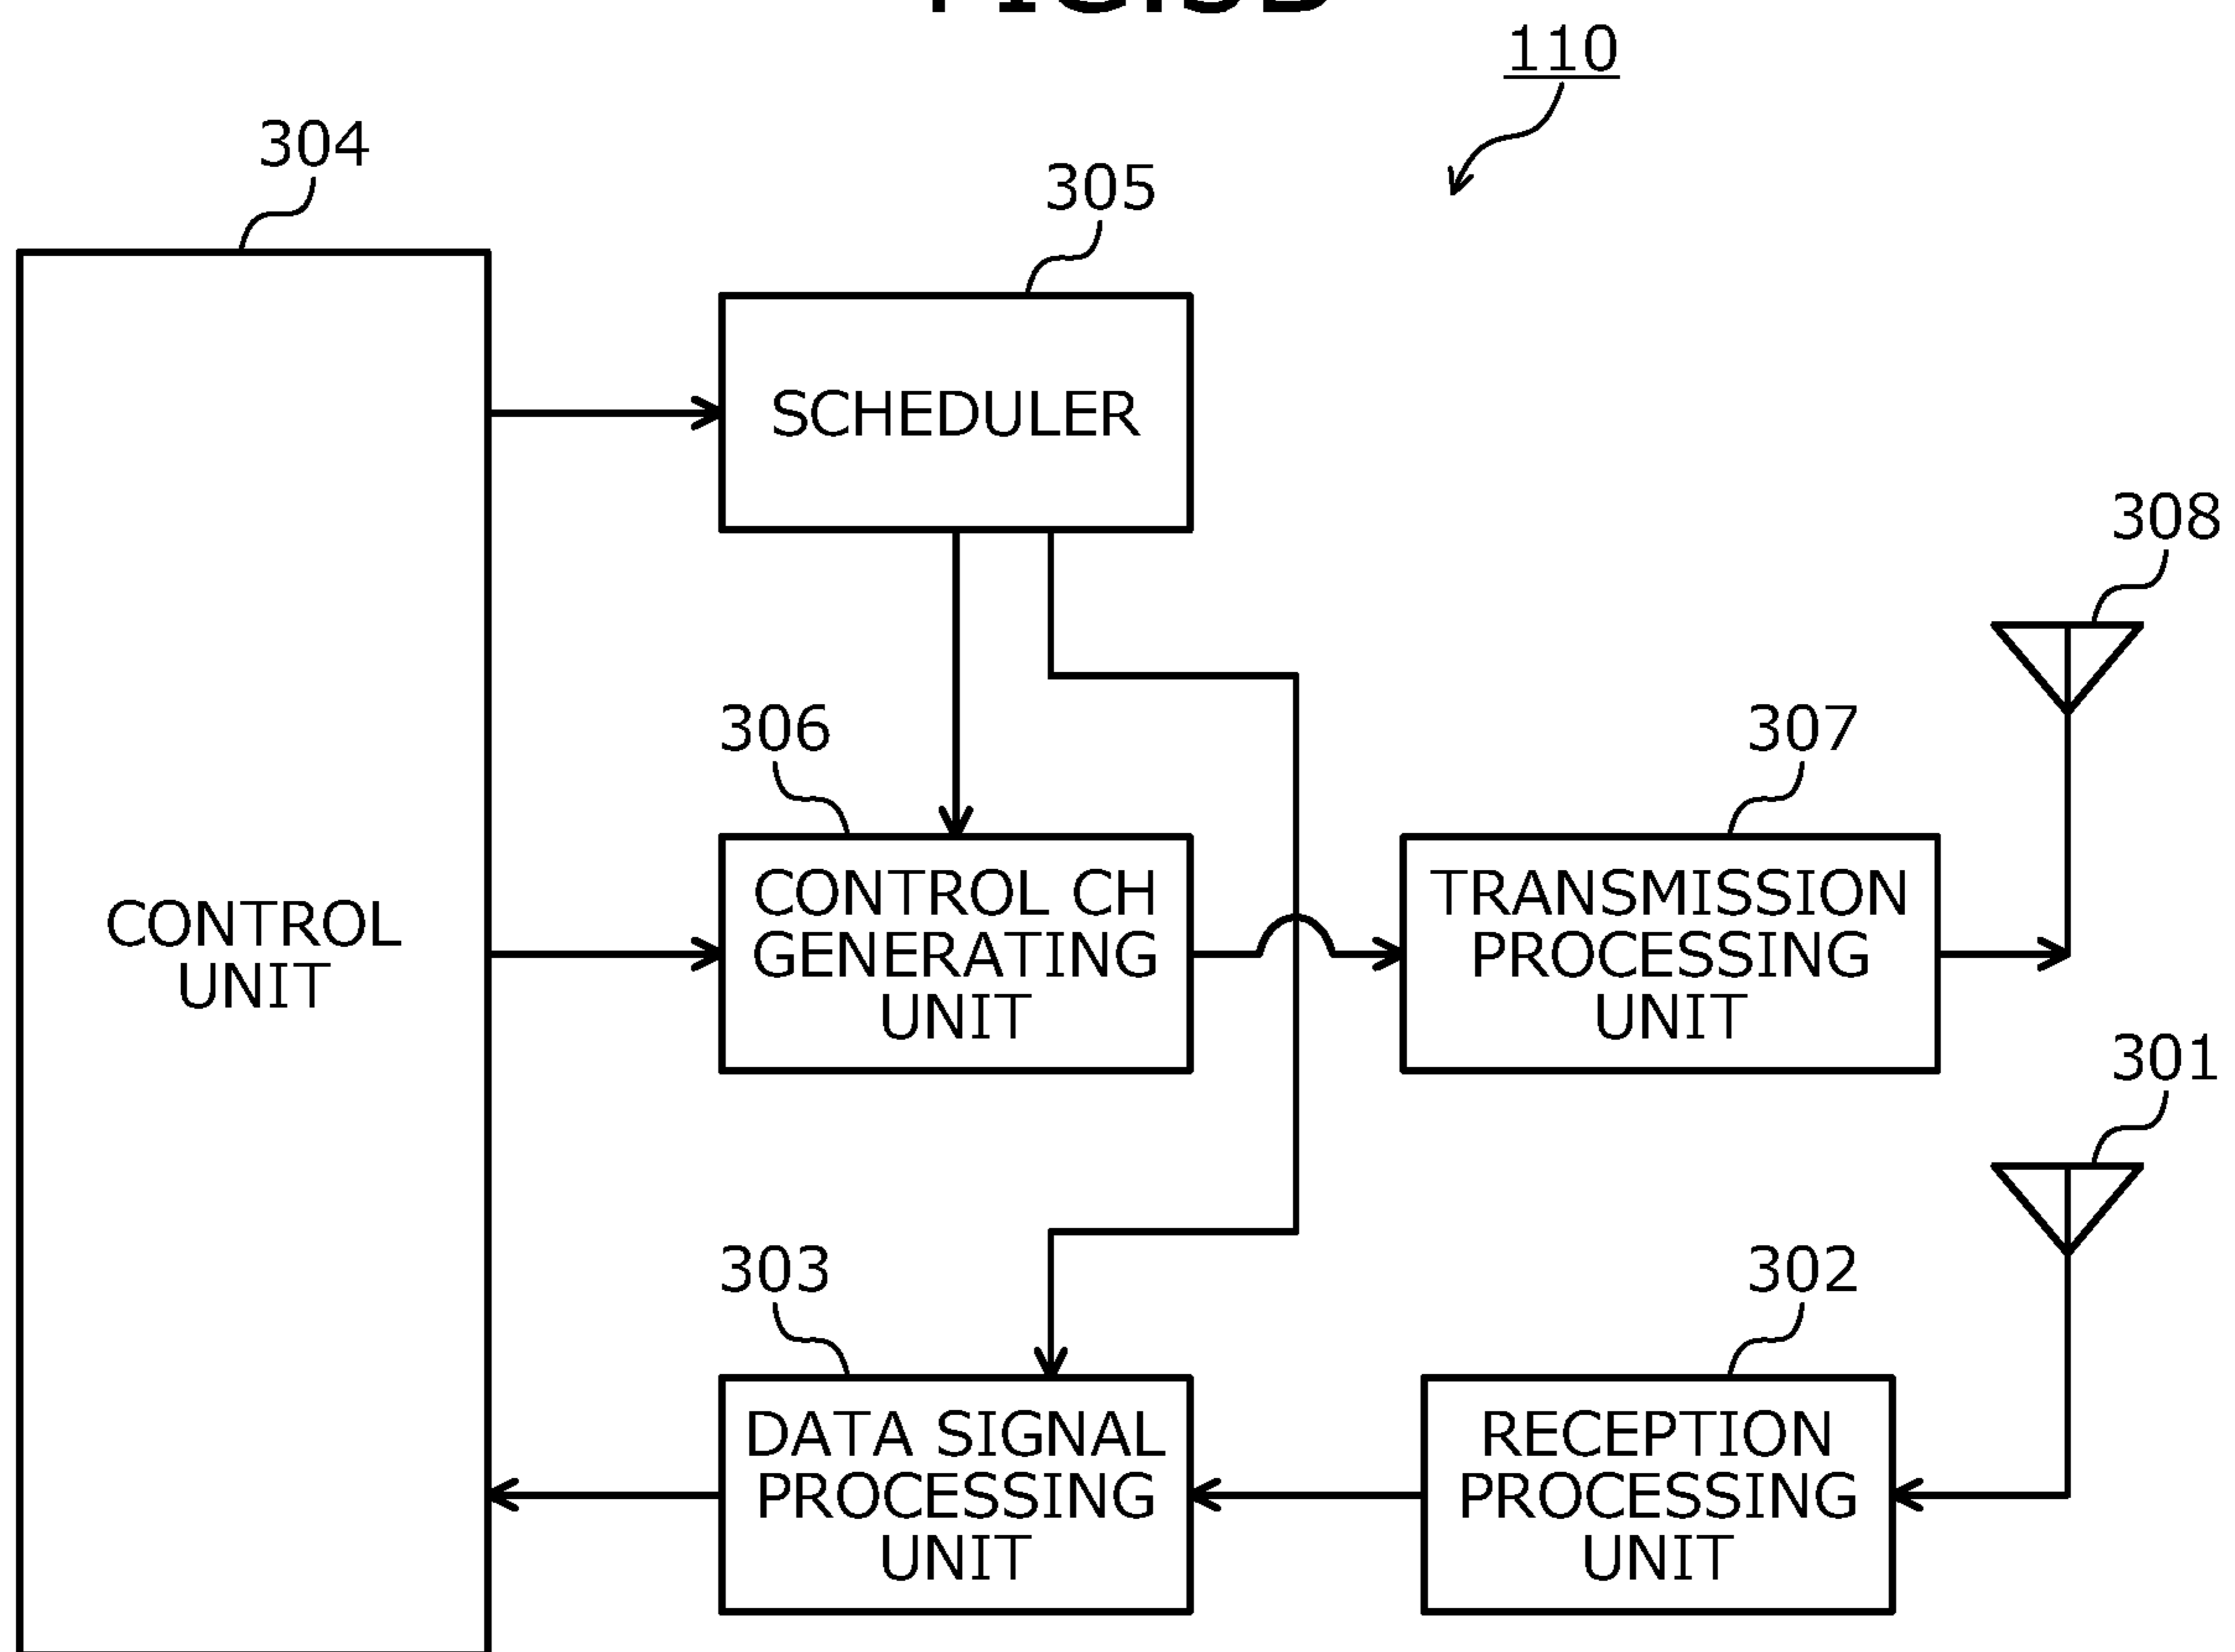 110
304
305
SCHEDULER
308
306
307
CONTROL
UNIT
CONTROL CH
GENERATING
UNIT
TRANSMISSION
PROCESSING
UNIT
301
303
302
DATA SIGNAL
PROCESSING
UNIT
RECEPTION
PROCESSING
UNIT